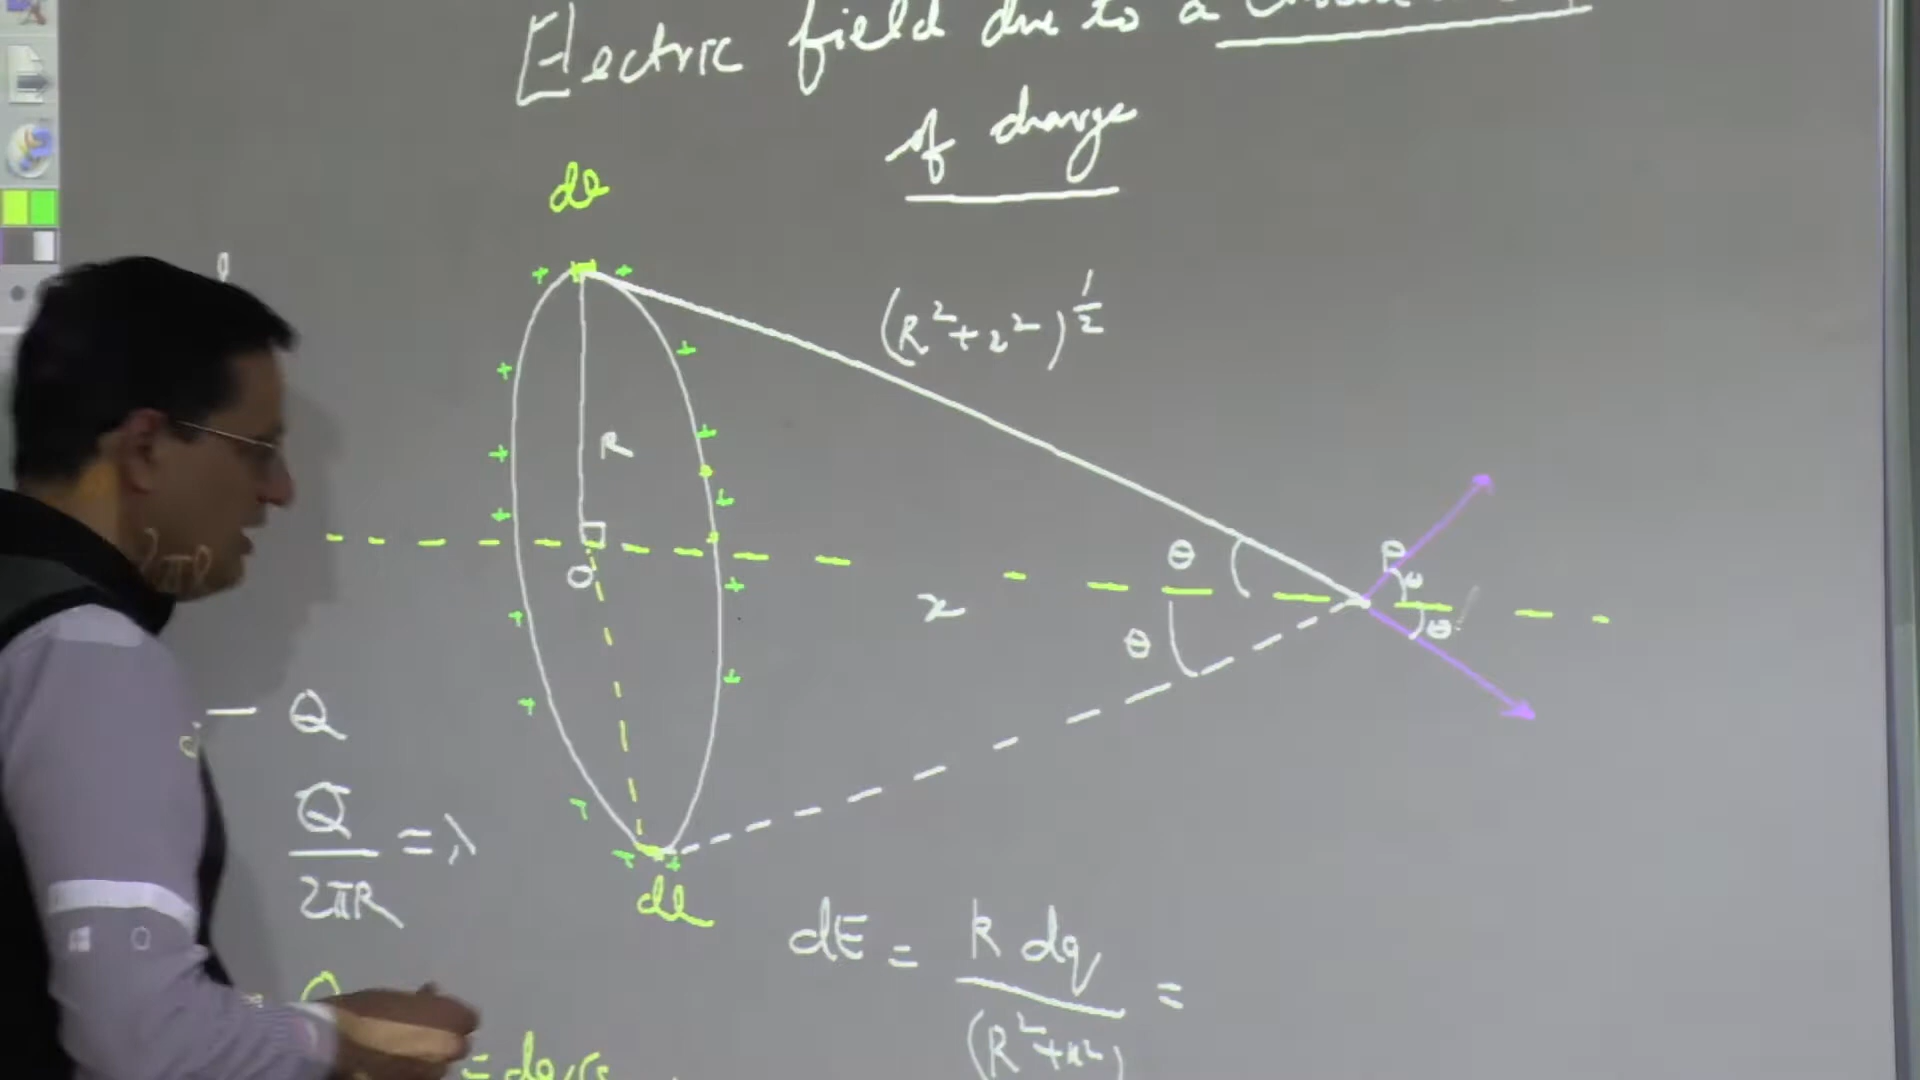 Electric field due to a
of charge
dl
(R²+x²)^1/2
R
O
x
θ
θ
P
θ
θ
Q
Q/2πR = λ
dl
dE = k dq/(R²+x²) =